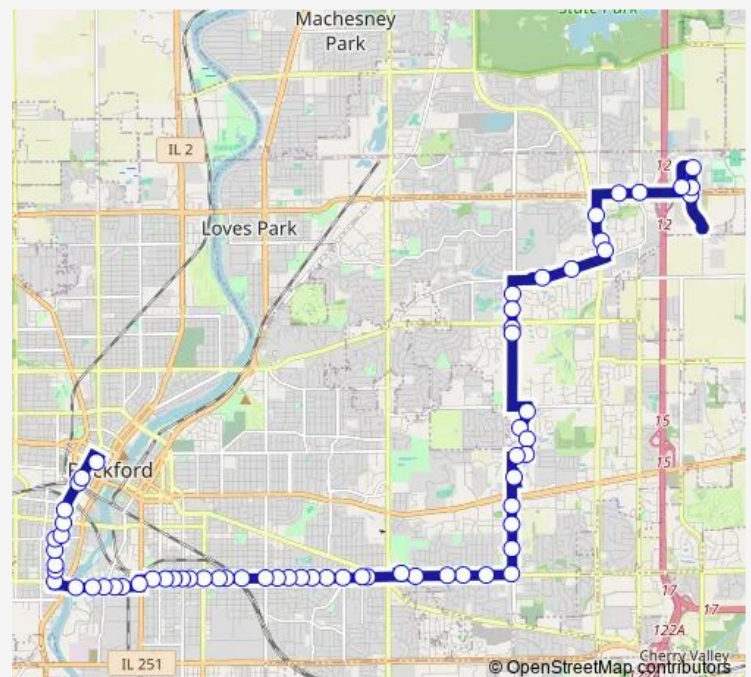 State Park
Machesney
Park
IL 2
12
12
Loves Park
15
15
Rockford
17
17
122A
Cherry Valley
IL 251
© OpenStreetMap contributors